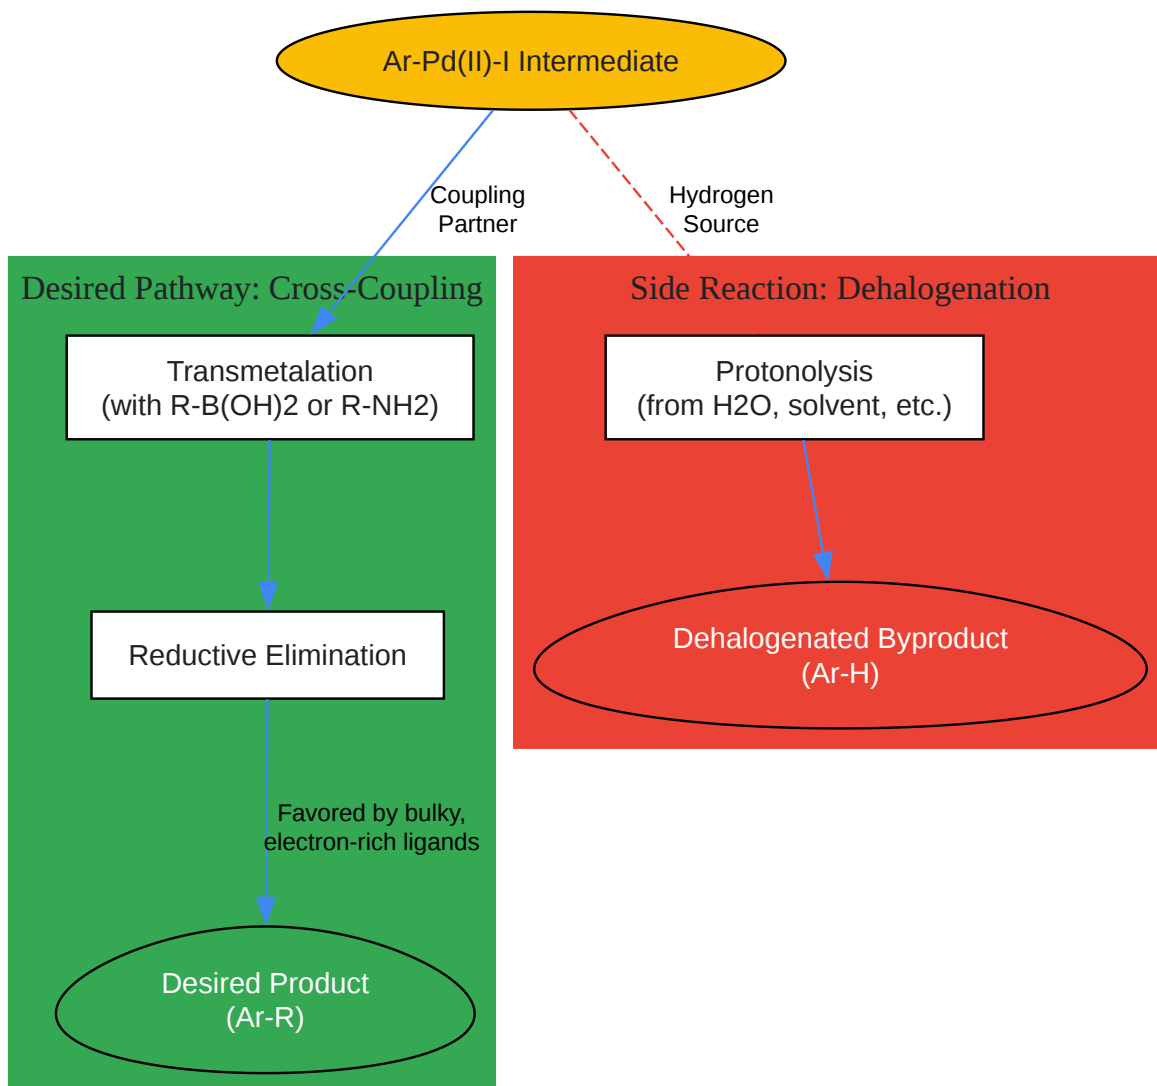 Ar-Pd(II)-I Intermediate
Coupling
Partner
Hydrogen
Source
Desired Pathway: Cross-Coupling
Transmetalation
(with R-B(OH)2 or R-NH2)
Reductive Elimination
Favored by bulky,
electron-rich ligands
Desired Product
(Ar-R)
Side Reaction: Dehalogenation
Protonolysis
(from H2O, solvent, etc.)
Dehalogenated Byproduct
(Ar-H)